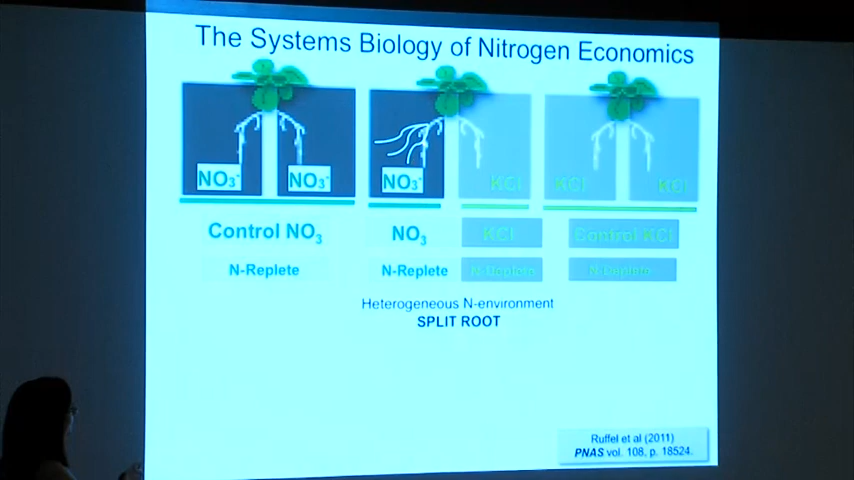 The Systems Biology of Nitrogen Economics
NO₃⁻ NO₃⁻ NO₃⁻ KCl KCl KCl
Control NO₃ NO₃ KCl Control KCl
N-Replete N-Replete N-Deplete N-Deplete
Heterogeneous N-environment
SPLIT ROOT
Ruffel et al (2011)
PNAS vol. 108, p. 18524.